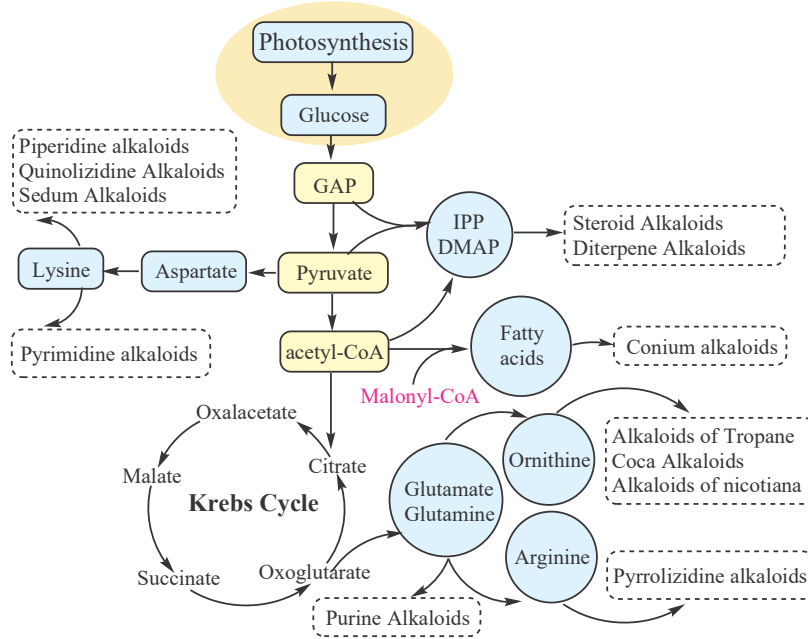 Photosynthesis
Glucose
Piperidine alkaloids
Quinolizidine Alkaloids
Sedum Alkaloids
GAP
IPP
DMAP
Steroid Alkaloids
Diterpene Alkaloids
Lysine
Aspartate
Pyruvate
Pyrimidine alkaloids
acetyl-CoA
Fatty
acids
Conium alkaloids
Malonyl-CoA
Oxalacetate
Malate
Citrate
Krebs Cycle
Succinate
Oxoglutarate
Glutamate
Glutamine
Ornithine
Alkaloids of Tropane
Coca Alkaloids
Alkaloids of nicotiana
Arginine
Pyrrolizidine alkaloids
Purine Alkaloids